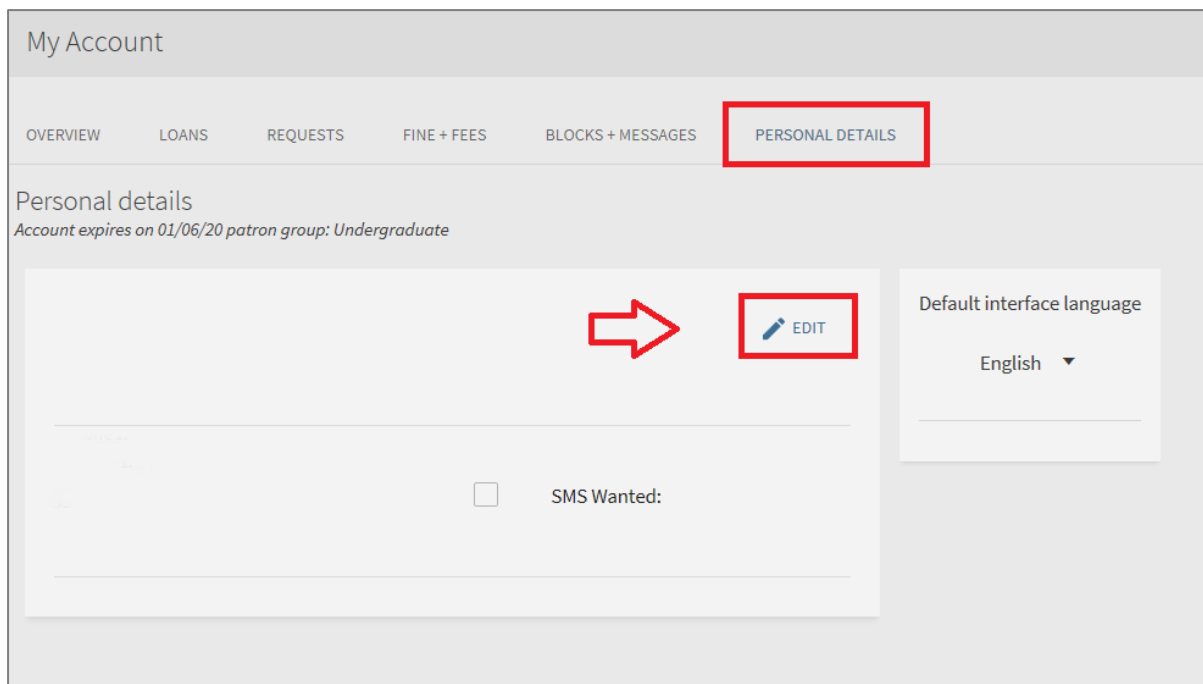 My Account
OVERVIEW LOANS REQUESTS FINE + FEES BLOCKS + MESSAGES PERSONAL DETAILS
Personal details
Account expires on 01/06/20 patron group: Undergraduate
EDIT
Default interface language
English
SMS Wanted: